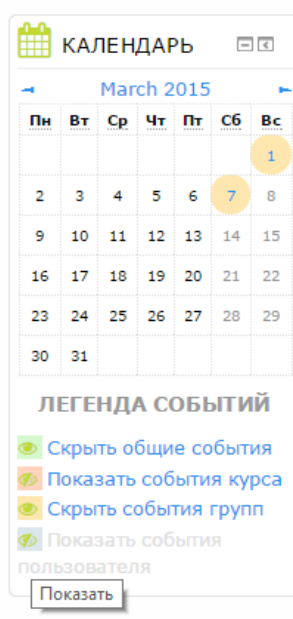 КАЛЕНДАРЬ
March 2015
Пн Вт Ср Чт Пт Сб Вс
1
2 3 4 5 6 7 8
9 10 11 12 13 14 15
16 17 18 19 20 21 22
23 24 25 26 27 28 29
30 31
ЛЕГЕНДА СОБЫТИЙ
Скрыть общие события
Показать события курса
Скрыть события групп
Показать события
пользователя
Показать